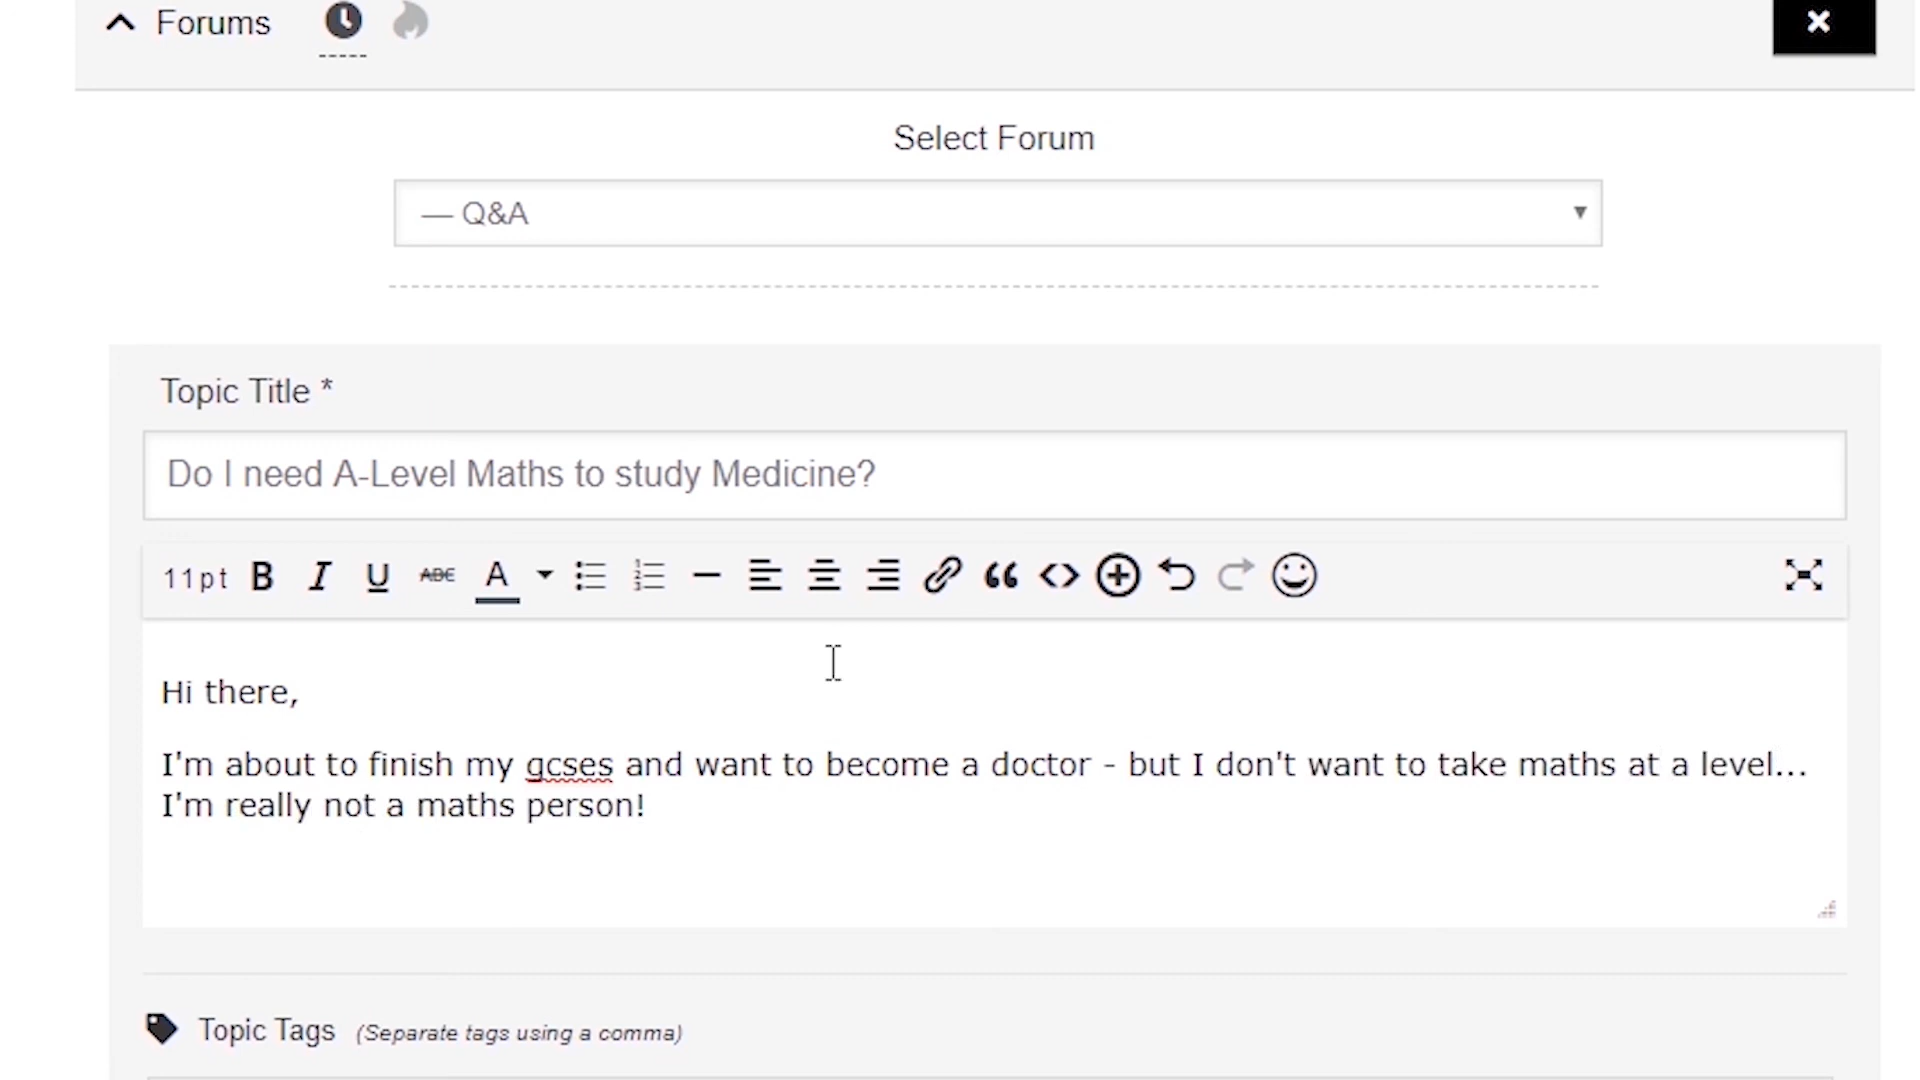 Forums
Select Forum
— Q&A
Topic Title *
Do I need A-Level Maths to study Medicine?
11pt B I U ABC A
Hi there,
I'm about to finish my gcses and want to become a doctor - but I don't want to take maths at a level...
I'm really not a maths person!
Topic Tags (Separate tags using a comma)